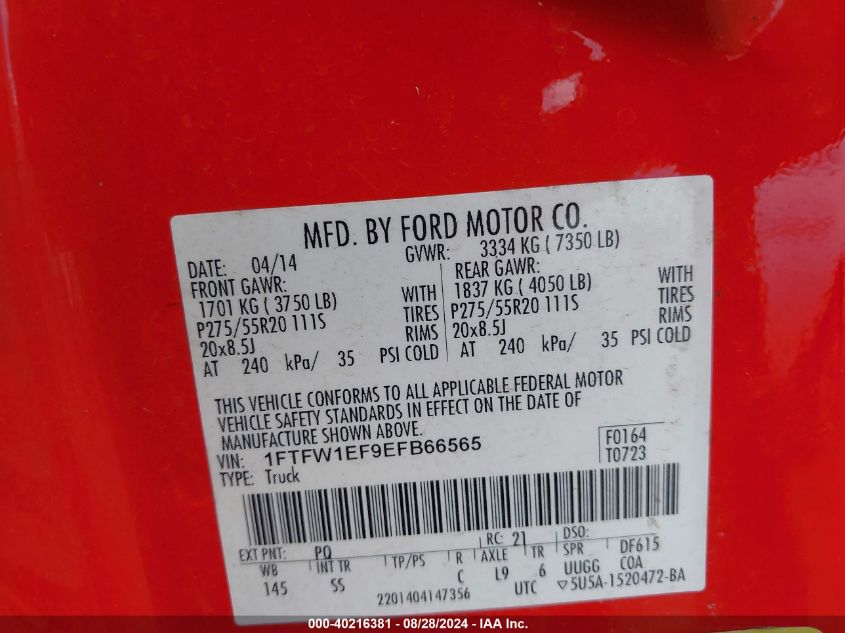 MFD. BY FORD MOTOR CO.
DATE: 04/14 GVWR: 3334 KG ( 7350 LB)
FRONT GAWR: REAR GAWR:
1701 KG ( 3750 LB) WITH 1837 KG ( 4050 LB) WITH
P275/55R20 111S TIRES P275/55R20 111S TIRES
20x8.5J RIMS 20x8.5J RIMS
AT 240 kPa/ 35 PSI COLD AT 240 kPa/ 35 PSI COLD
THIS VEHICLE CONFORMS TO ALL APPLICABLE FEDERAL MOTOR
VEHICLE SAFETY STANDARDS IN EFFECT ON THE DATE OF
MANUFACTURE SHOWN ABOVE.
VIN: 1FTFW1EF9EFB66565 F0164
TYPE: Truck T0723
EXT PNT: PQ RC: 21 DSO:
WB INT TR TP/PS R AXLE TR SPR DF615
145 SS C L9 6 UUGG COA
2201404147356 UTC ▽5U5A-1520472-BA
000-40216381 - 08/28/2024 - IAA Inc.